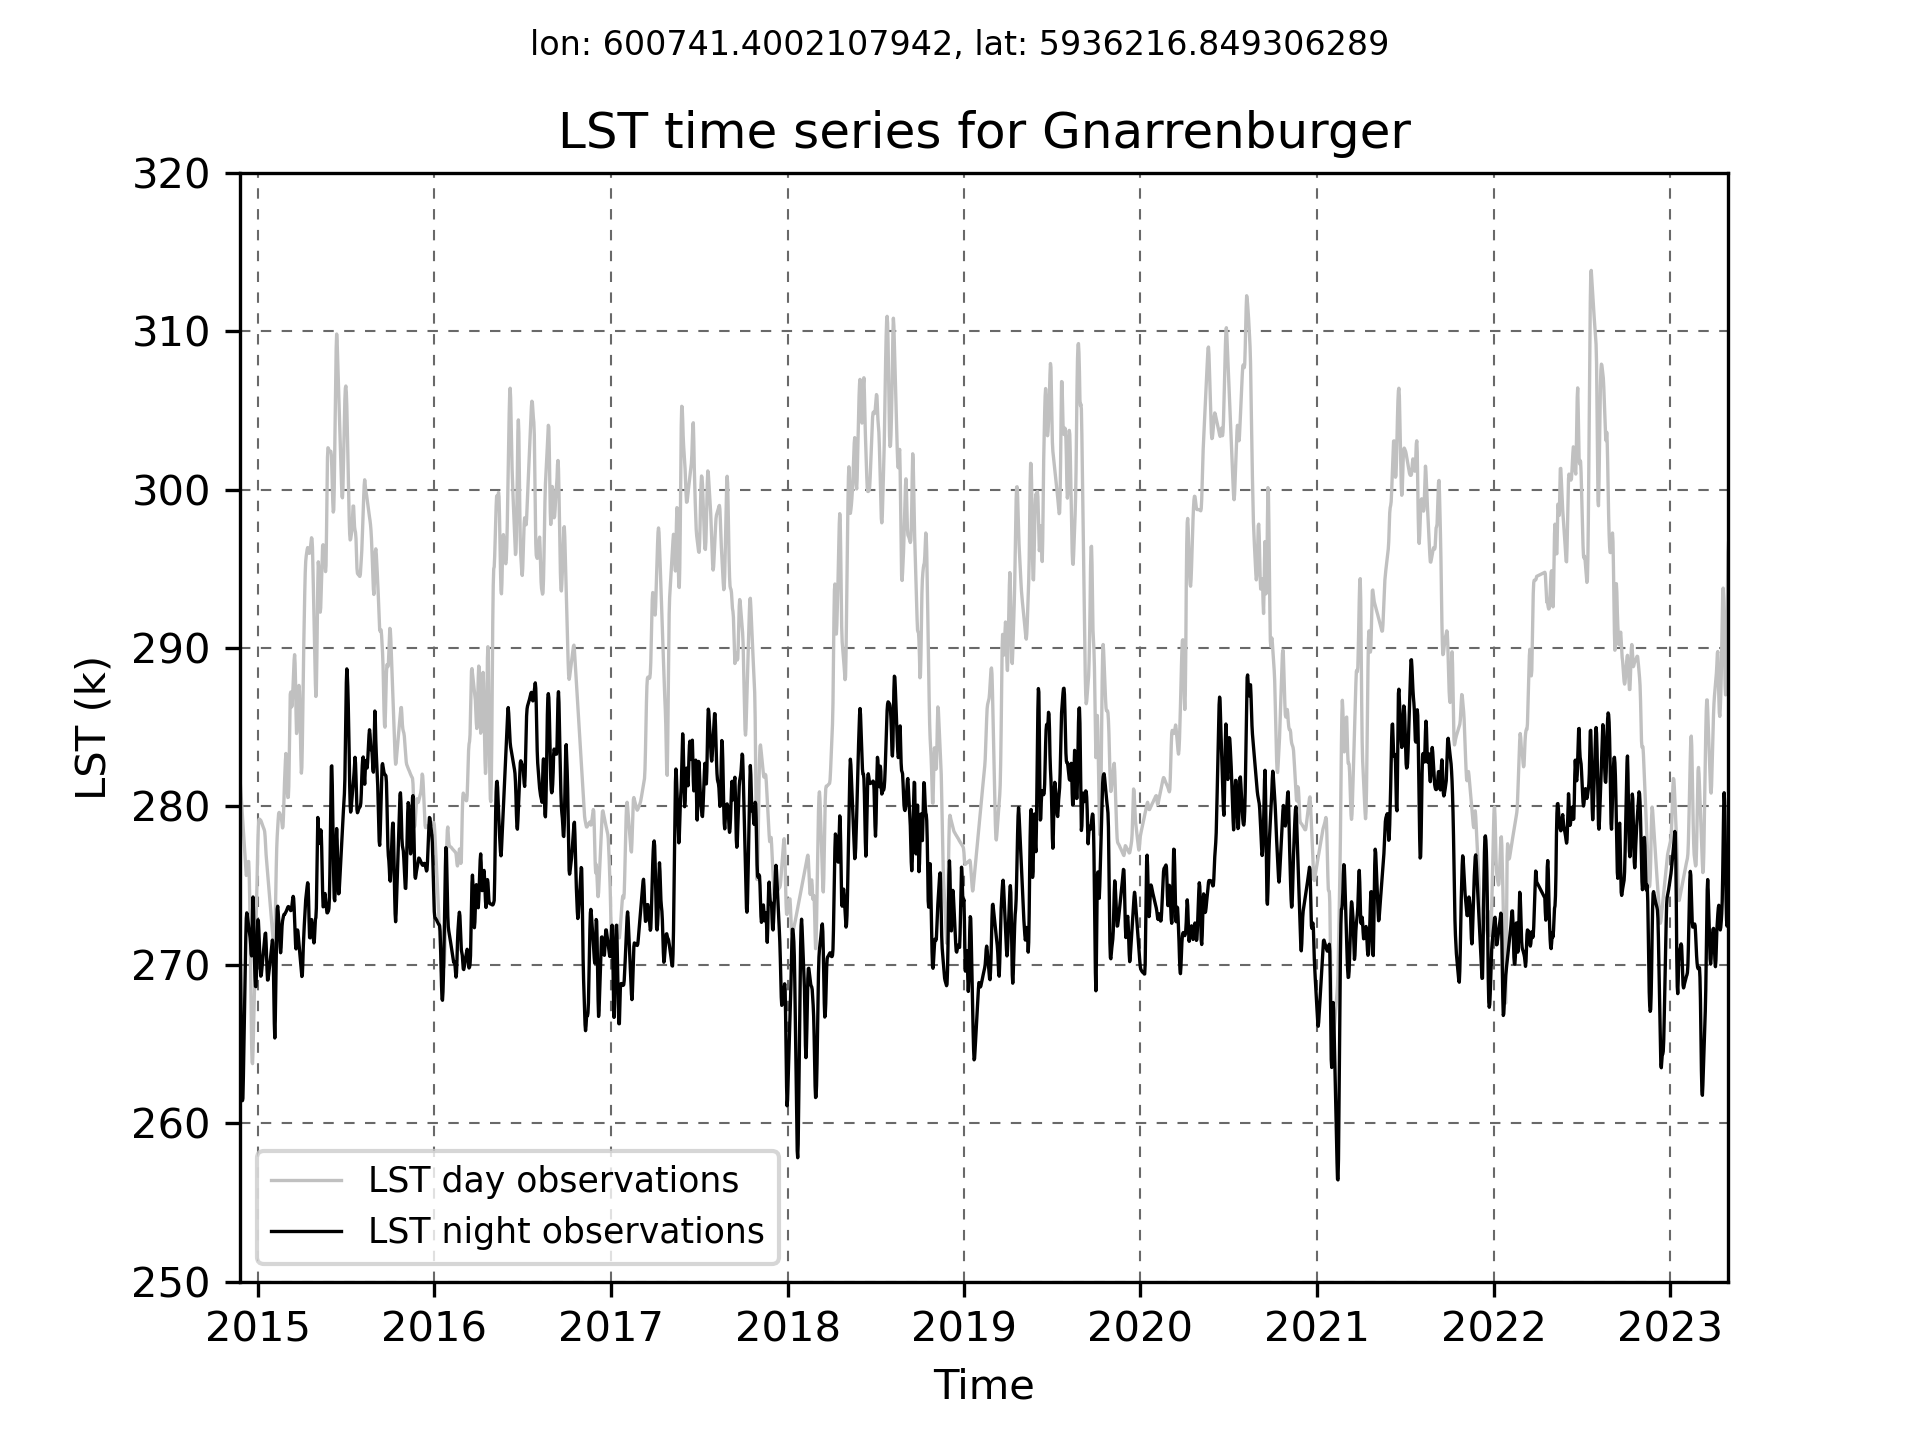 lon: 600741.4002107942, lat: 5936216.849306289
LST time series for Gnarrenburger
320
310
300
290
280
270
260
250
LST (k)
LST day observations
LST night observations
2015 2016 2017 2018 2019 2020 2021 2022 2023
Time